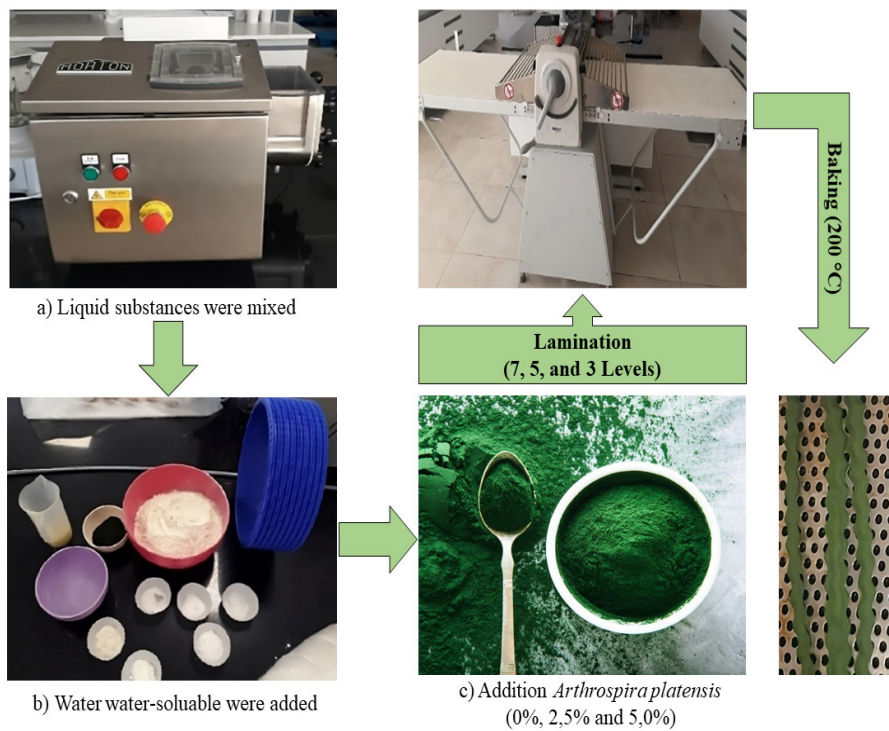 MORTON
a) Liquid substances were mixed
b) Water water-soluable were added
c) Addition Arthrospira platensis
(0%, 2,5% and 5,0%)
Lamination
(7, 5, and 3 Levels)
Baking (200 °C)